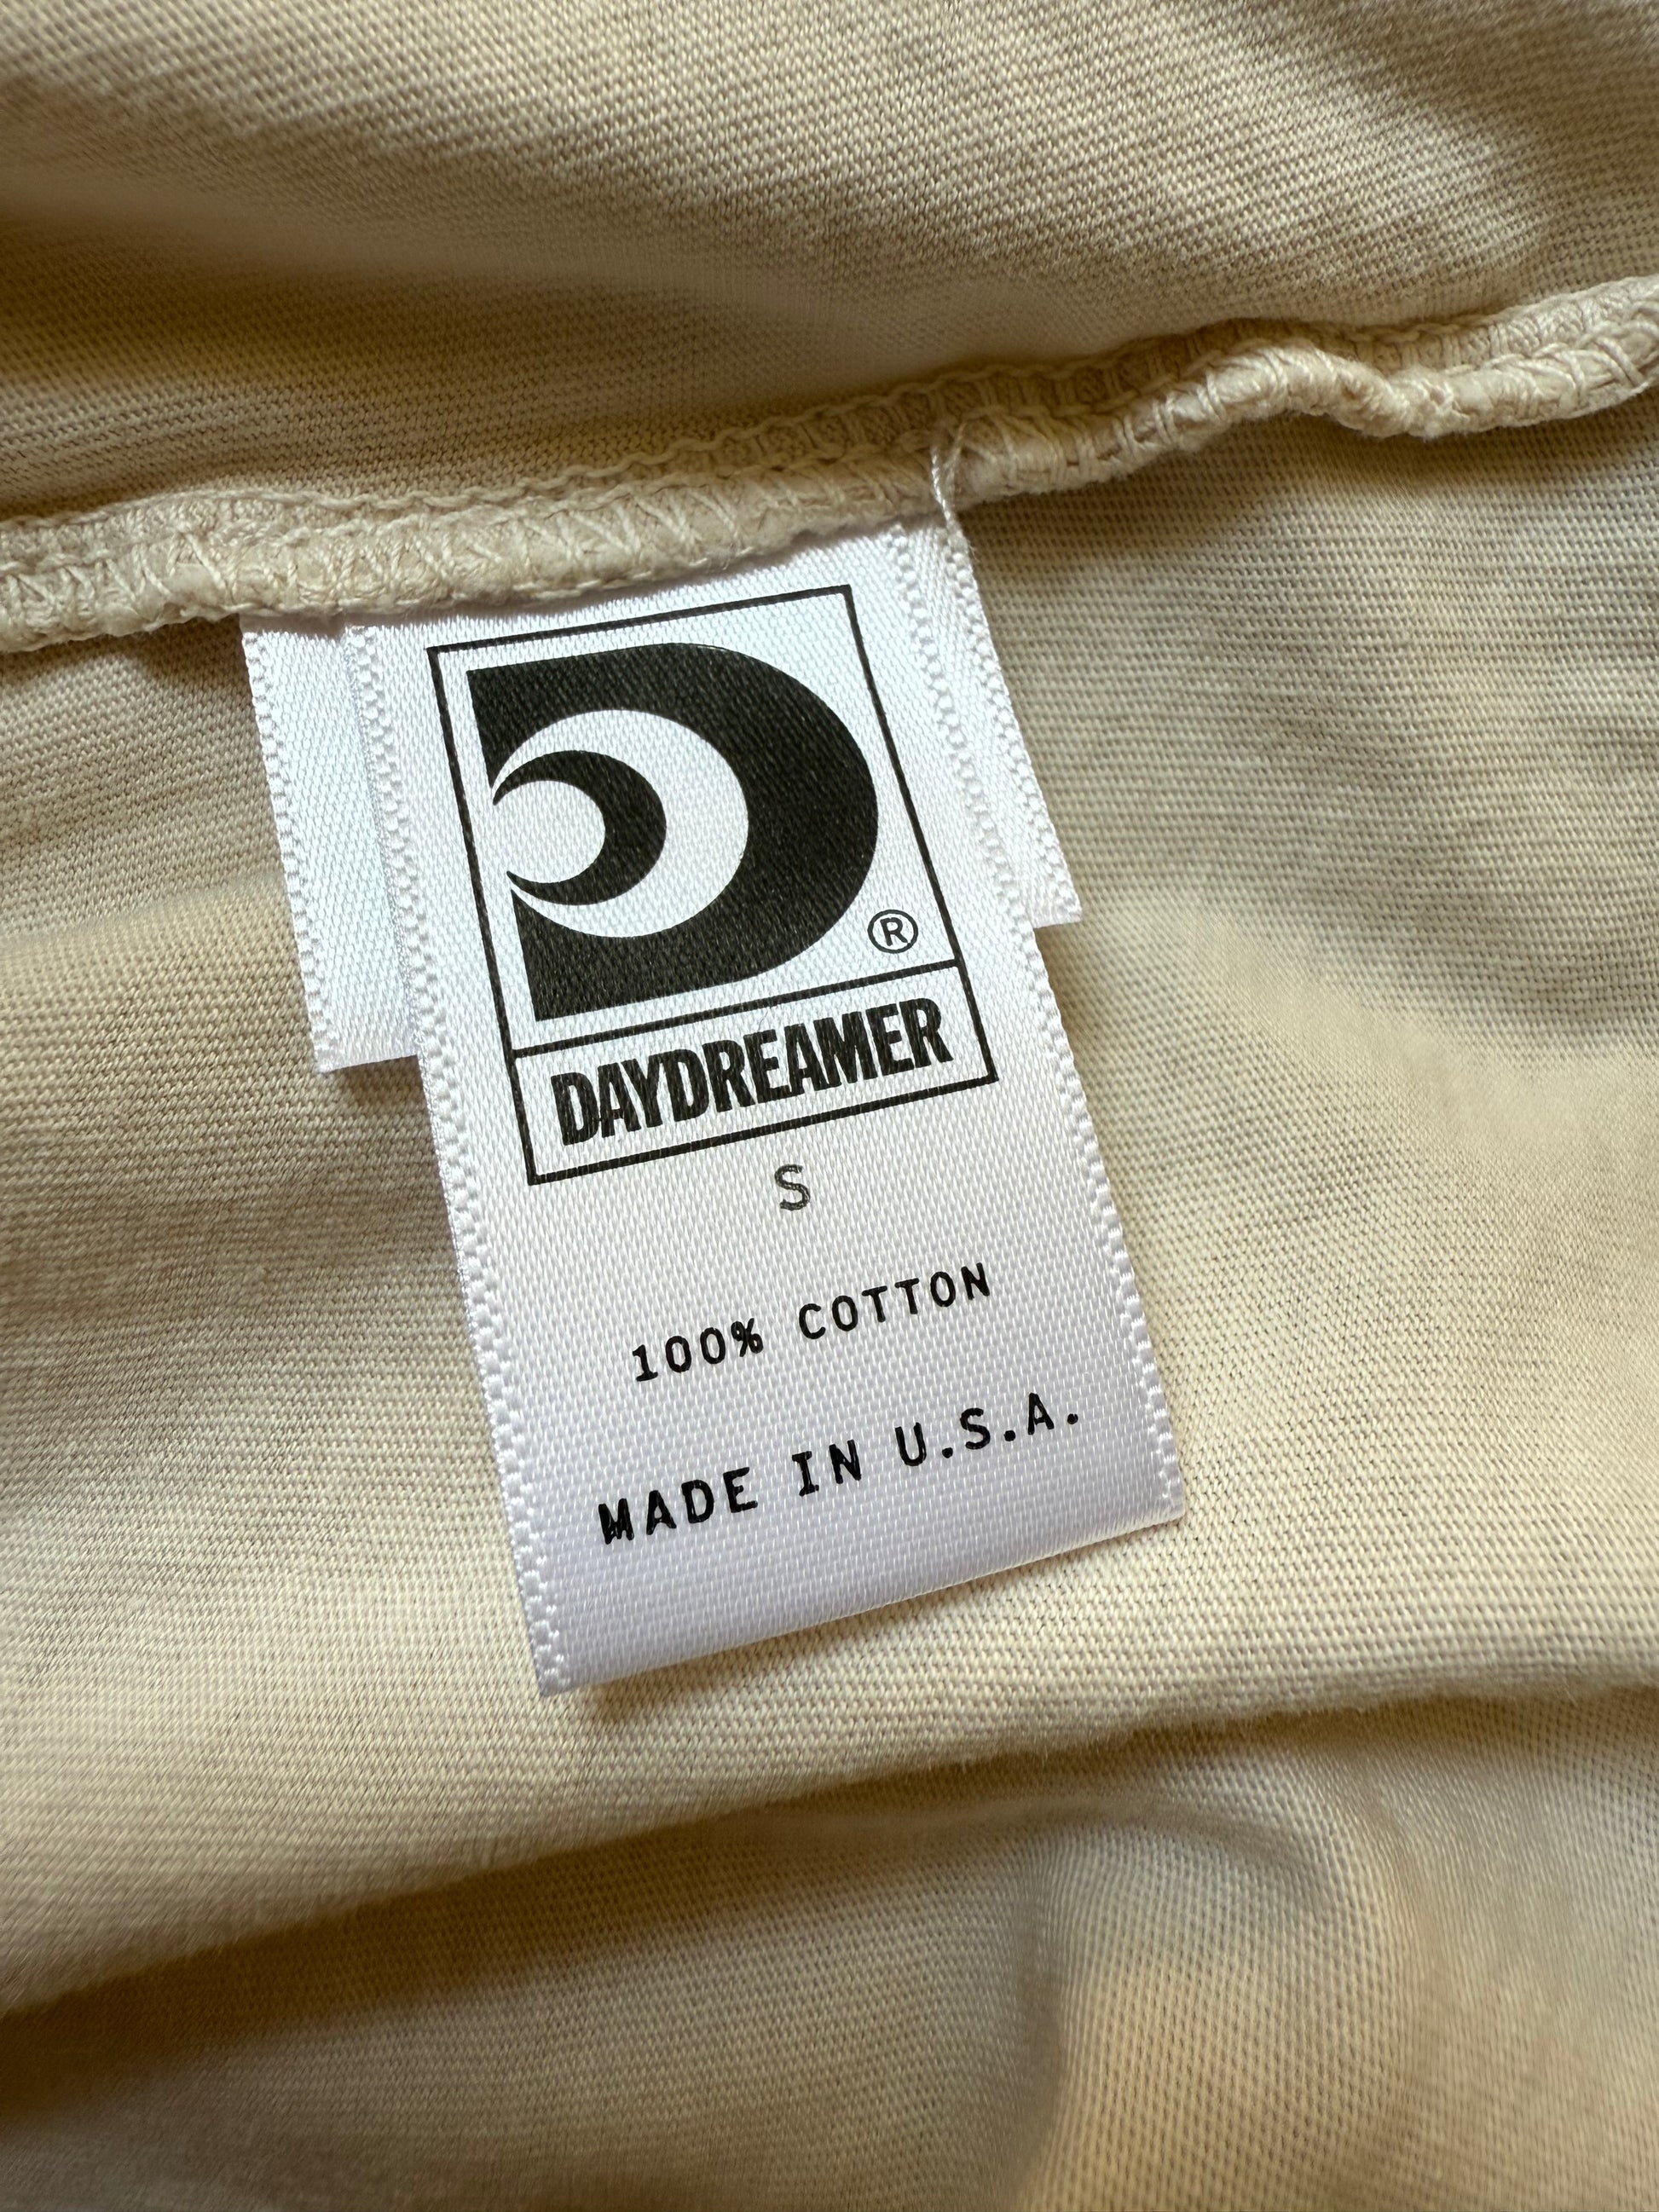 ®
DAYDREAMER
S
100% COTTON
MADE IN U.S.A.